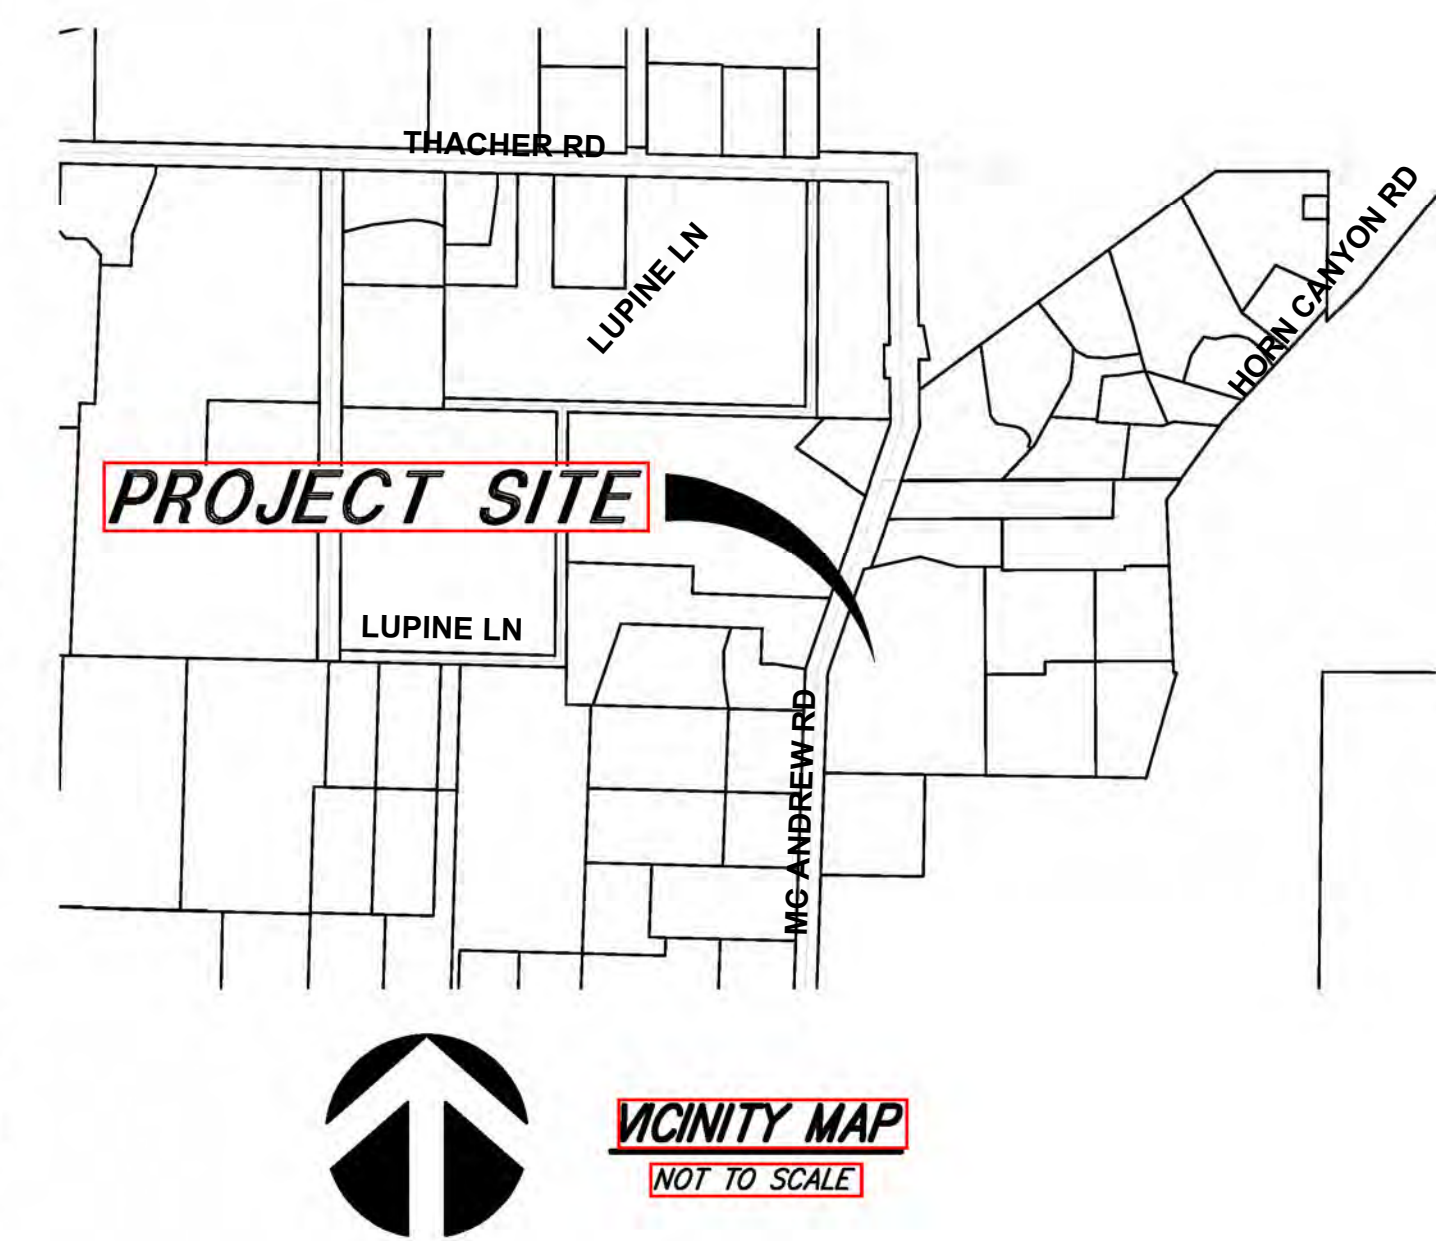 THACHER RD
HORN CANYON RD
LUPINE LN
PROJECT SITE
LUPINE LN
MC ANDREW RD
VICINITY MAP
NOT TO SCALE